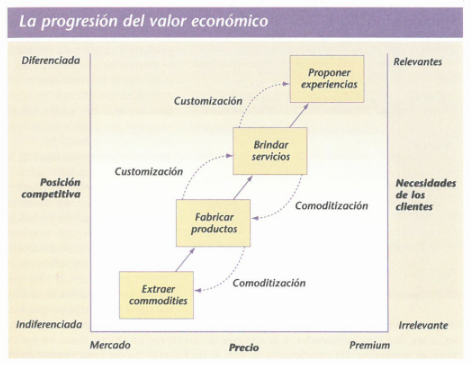 La progresión del valor económico
Diferenciada
Relevantes
Proponer
experiencias
Customización
Brindar
servicios
Customización
Posición
competitiva
Necesidades
de los
clientes
Comoditización
Fabricar
productos
Comoditización
Extraer
commodities
Indiferenciada
Irrelevante
Mercado
Precio
Premium